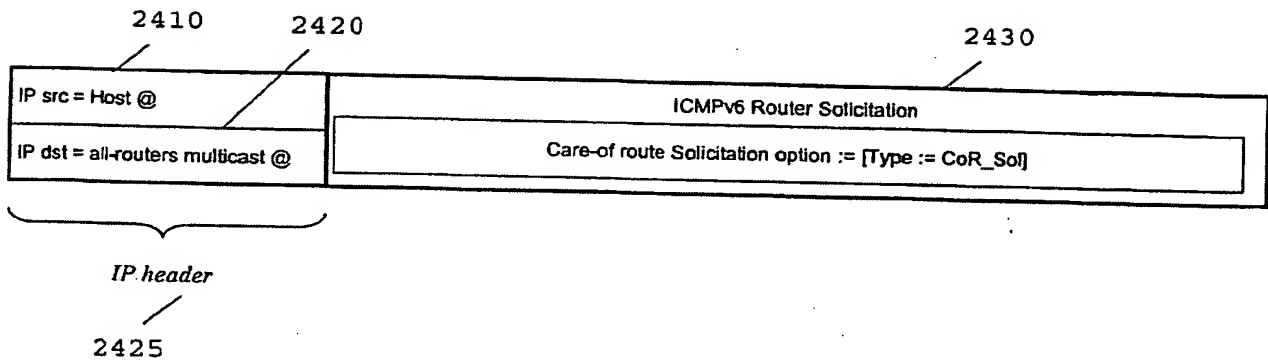 2410
2420
2430
IP src = Host @
ICMPv6 Router Solicitation
IP dst = all-routers multicast @
Care-of route Solicitation option := [Type := CoR_Sol]
IP header
2425